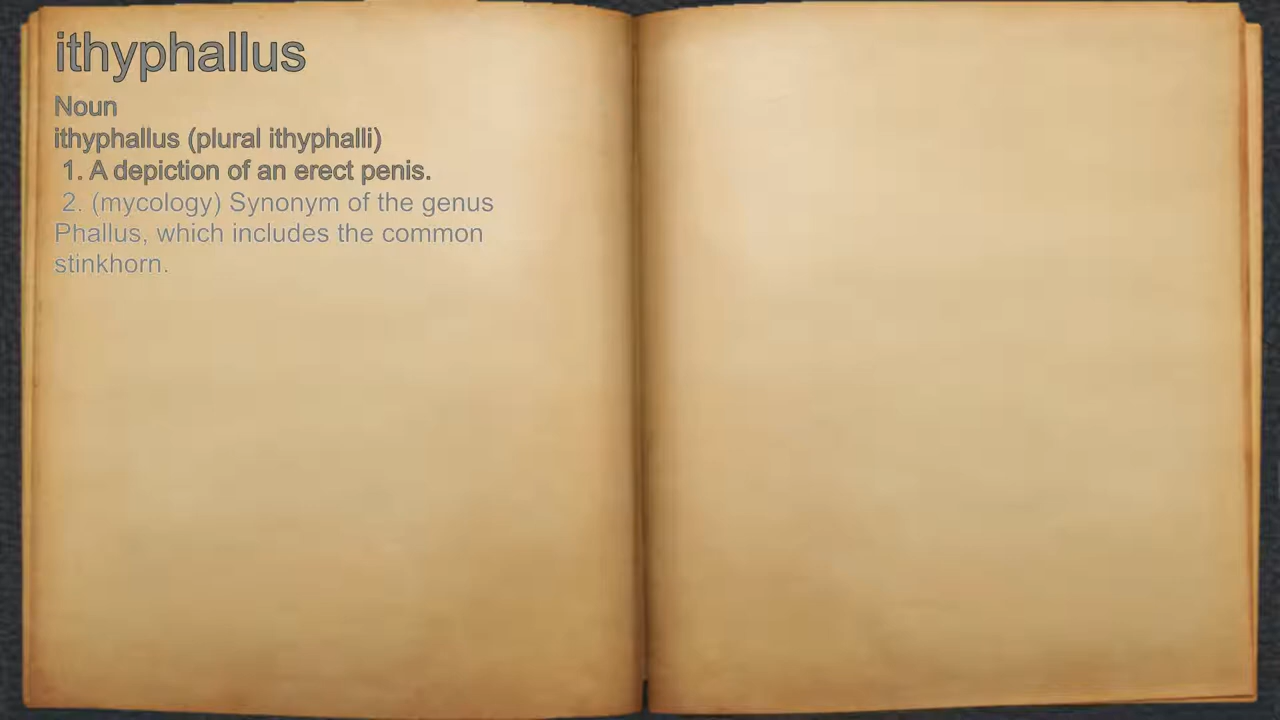 ithyphallus
Noun
ithyphallus (plural ithyphalli)
1. A depiction of an erect penis.
2. (mycology) Synonym of the genus
Phallus, which includes the common
stinkhorn.